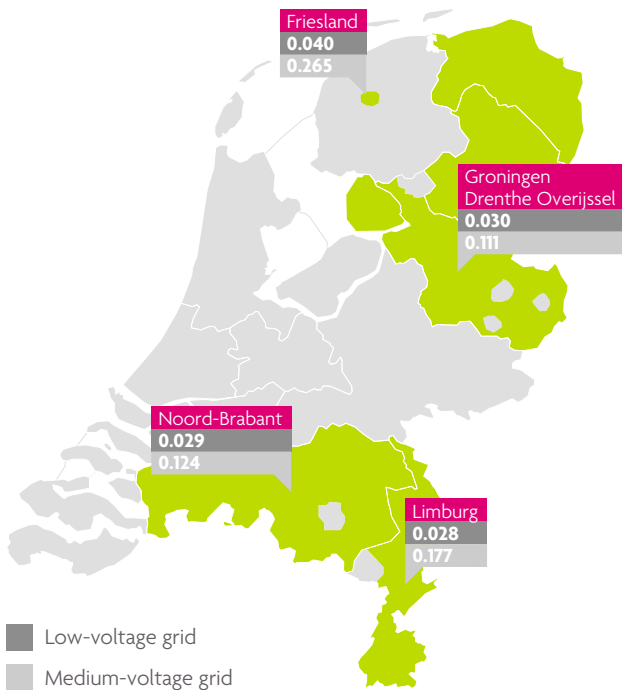 Friesland
0.040
0.265
Groningen
Drenthe Overijssel
0.030
0.111
Noord-Brabant
0.029
0.124
Limburg
0.028
0.177
Low-voltage grid
Medium-voltage grid